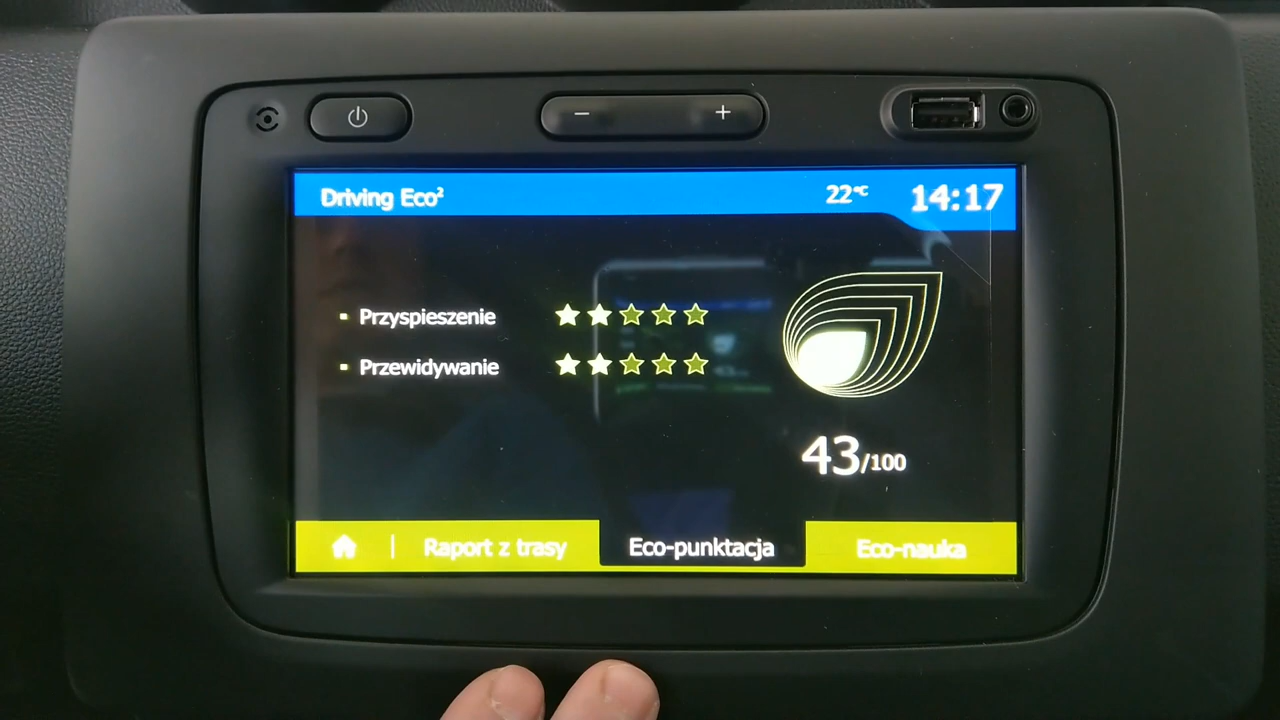 Driving Eco² 22°C 14:17
Przyspieszenie
Przewidywanie
43/100
Raport z trasy Eco-punktacja Eco-nauka